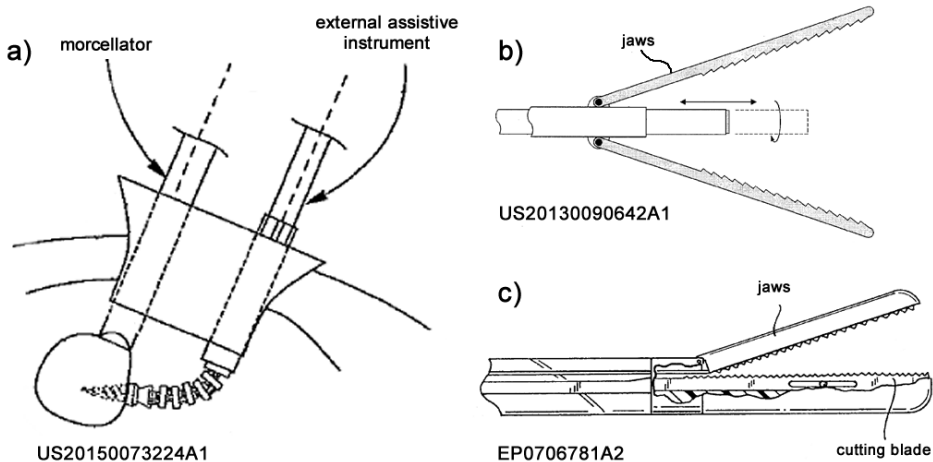 a)
morcellator
external assistive
instrument
US20150073224A1
b)
jaws
US20130090642A1
c)
jaws
cutting blade
EP0706781A2